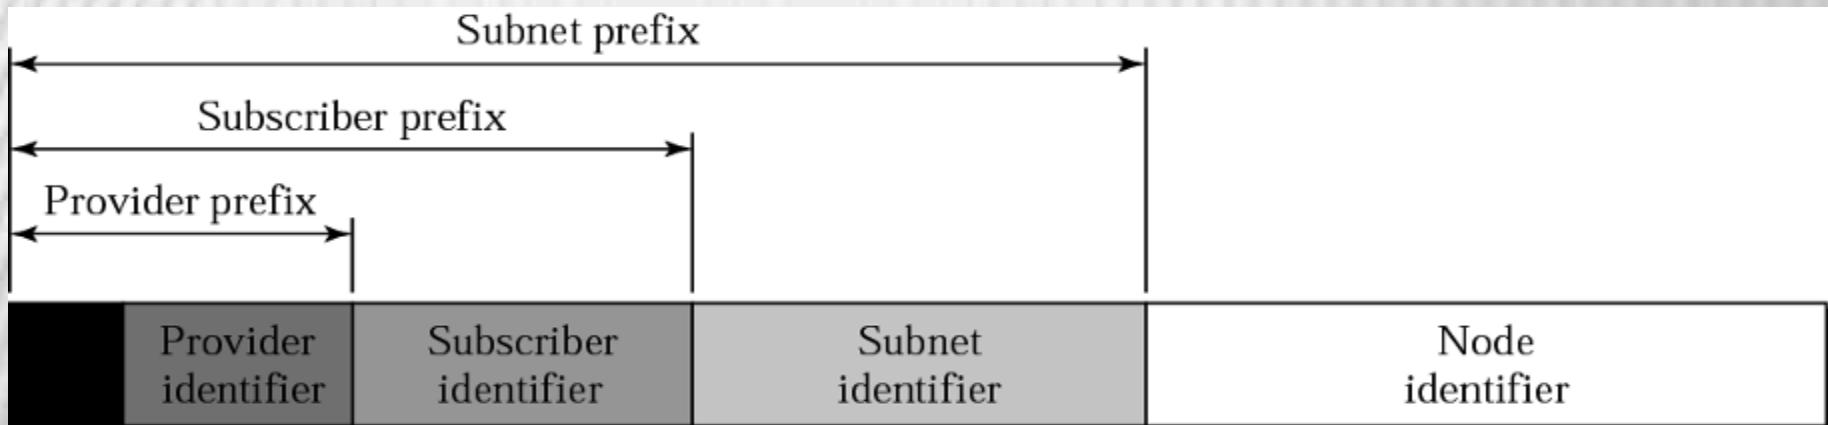 Subnet prefix
Subscriber prefix
Provider prefix
Provider
identifier
Subscriber
identifier
Subnet
identifier
Node
identifier